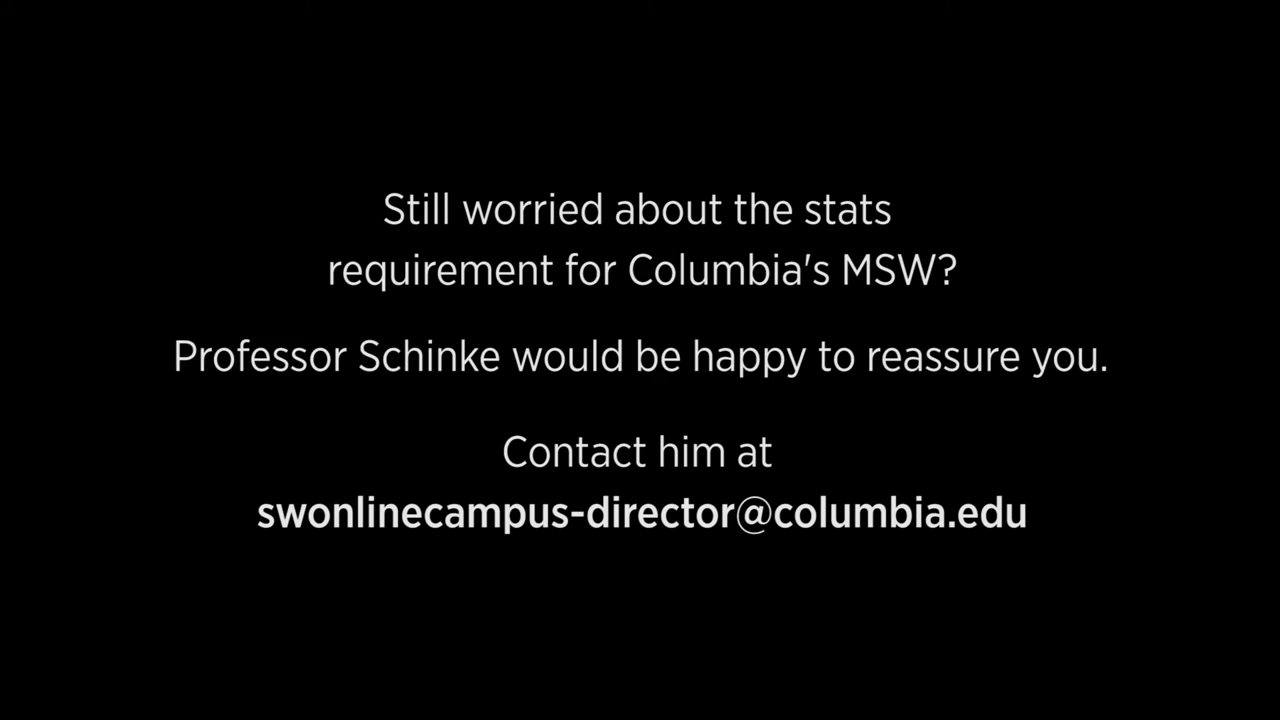 Still worried about the stats
requirement for Columbia's MSW?
Professor Schinke would be happy to reassure you.
Contact him at
swonlinecampus-director@columbia.edu